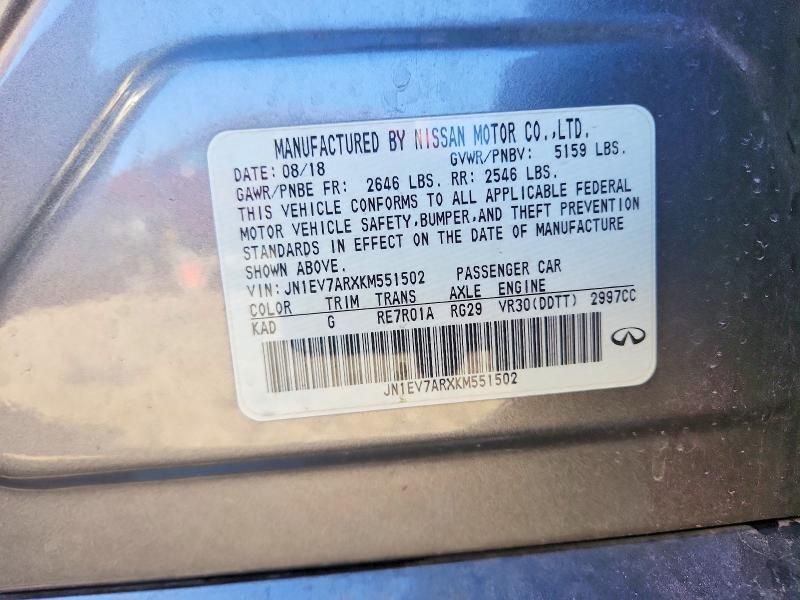 MANUFACTURED BY NISSAN MOTOR CO.,LTD.
DATE: 08/18 GVWR/PNBV: 5159 LBS.
GAWR/PNBE FR: 2646 LBS. RR: 2546 LBS.
THIS VEHICLE CONFORMS TO ALL APPLICABLE FEDERAL
MOTOR VEHICLE SAFETY,BUMPER,AND THEFT PREVENTION
STANDARDS IN EFFECT ON THE DATE OF MANUFACTURE
SHOWN ABOVE.
VIN: JN1EV7ARXKM551502 PASSENGER CAR
COLOR TRIM TRANS AXLE ENGINE
KAD G RE7R01A RG29 VR30(DDTT) 2997CC
JN1EV7ARXKM551502